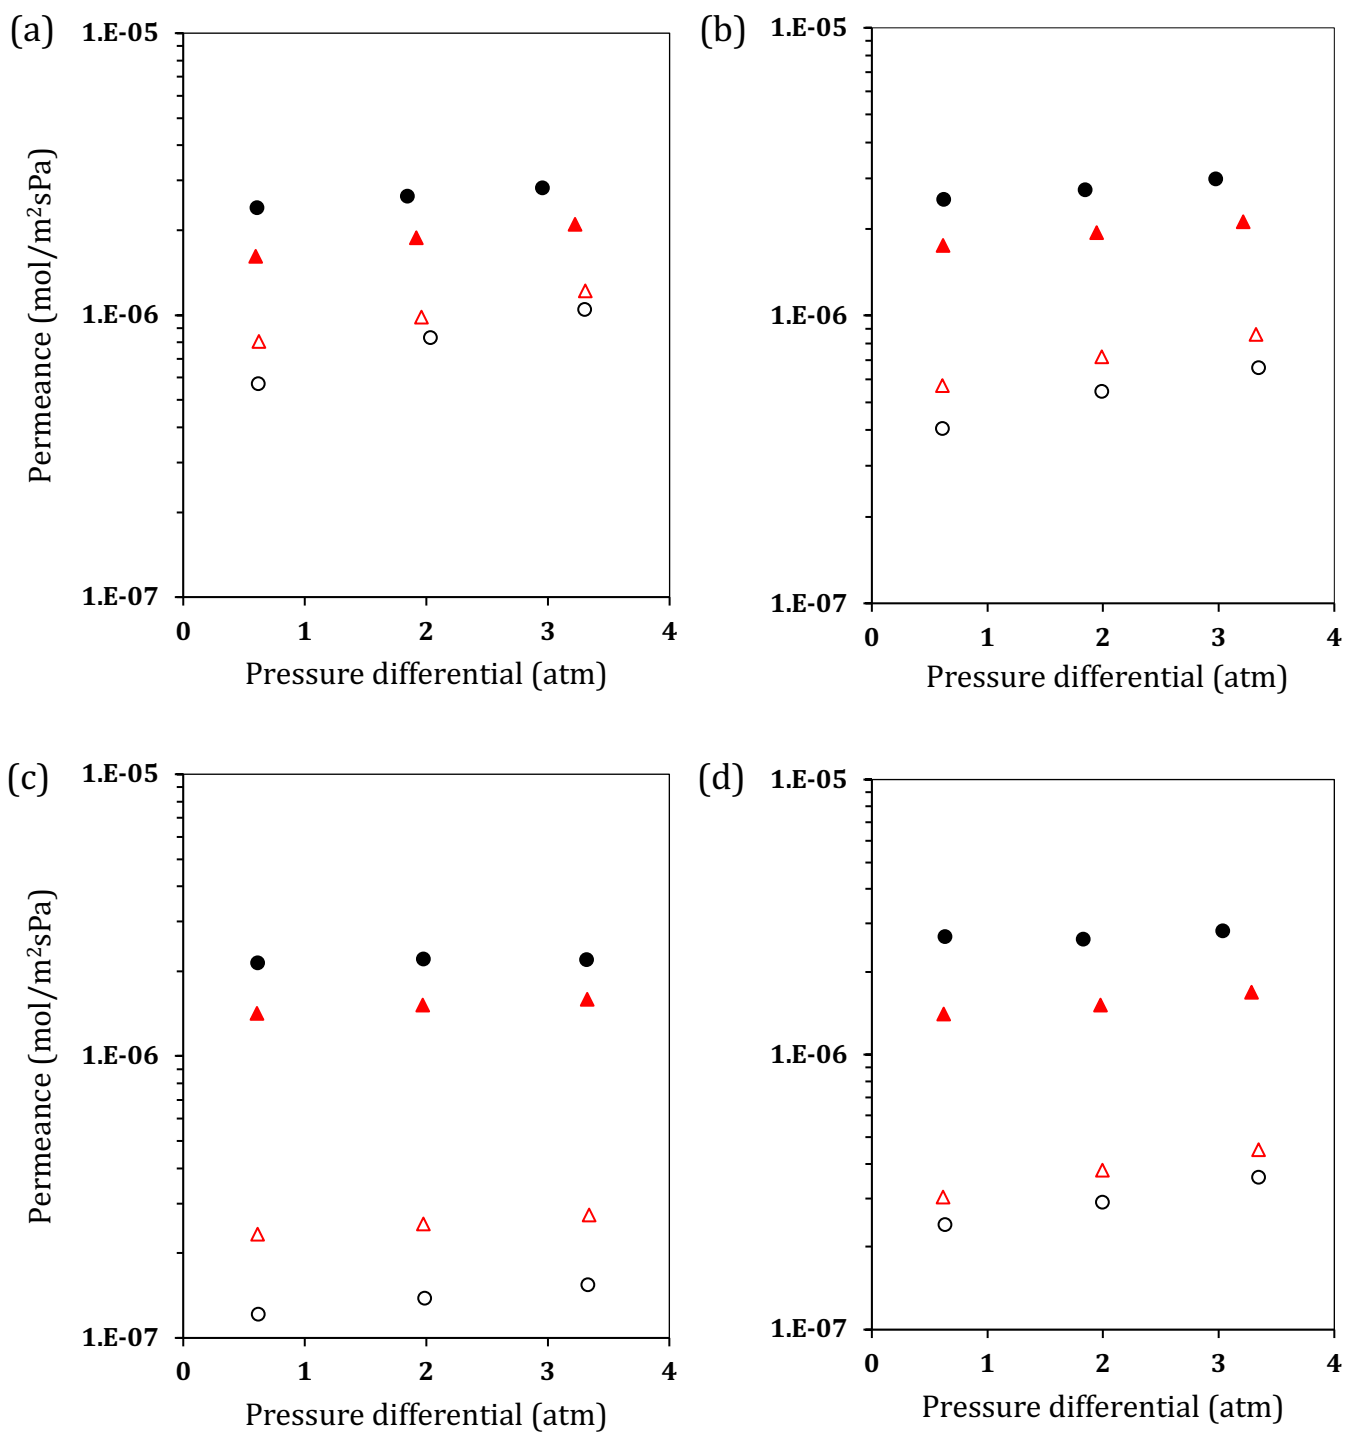 (a)
1.E-05
1.E-06
1.E-07
Permeance (mol/m²sPa)
0 1 2 3 4
Pressure differential (atm)
(b)
1.E-05
1.E-06
1.E-07
0 1 2 3 4
Pressure differential (atm)
(c)
1.E-05
1.E-06
1.E-07
Permeance (mol/m²sPa)
0 1 2 3 4
Pressure differential (atm)
(d)
1.E-05
1.E-06
1.E-07
0 1 2 3 4
Pressure differential (atm)